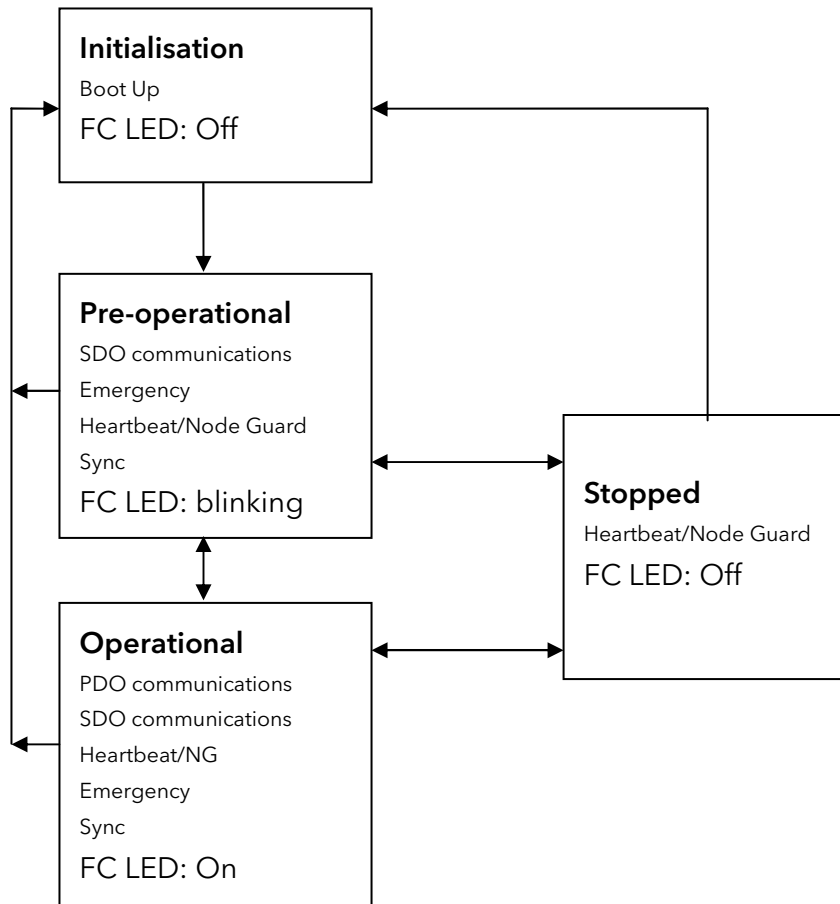 Initialisation
Boot Up
FC LED: Off
Pre-operational
SDO communications
Emergency
Heartbeat/Node Guard
Sync
FC LED: blinking
Stopped
Heartbeat/Node Guard
FC LED: Off
Operational
PDO communications
SDO communications
Heartbeat/NG
Emergency
Sync
FC LED: On